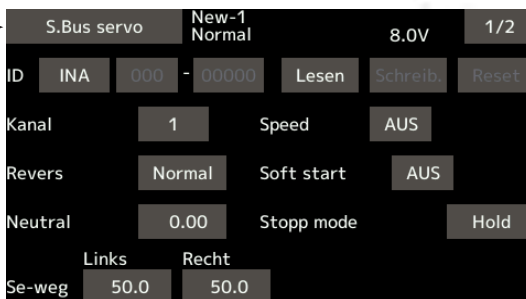 S.Bus servo New-1 8.0V 1/2
Normal
ID INA 000 - 00000 Lesen Schreib. Reset
Kanal 1 Speed AUS
Revers Normal Soft start AUS
Neutral 0.00 Stopp mode Hold
Links Recht
Se-weg 50.0 50.0